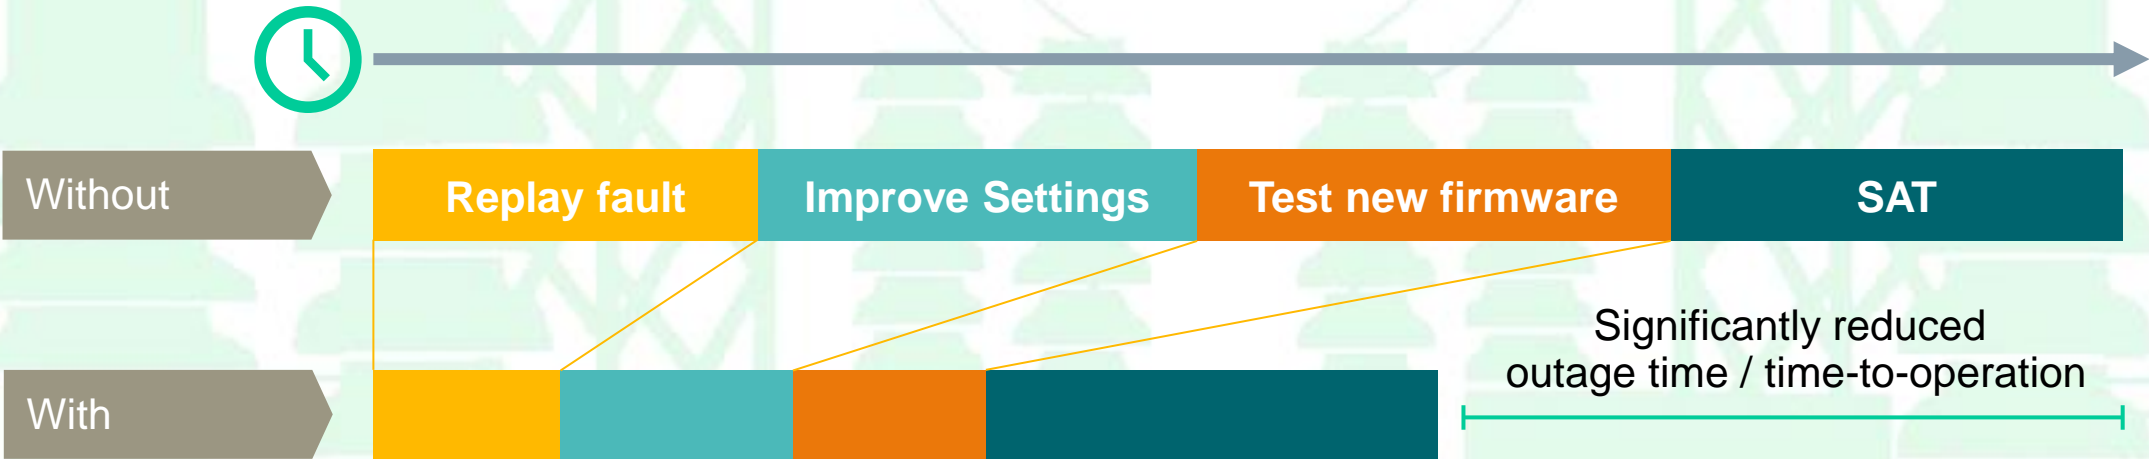 Without
Replay fault
Improve Settings
Test new firmware
SAT
Significantly reduced
outage time / time-to-operation
With